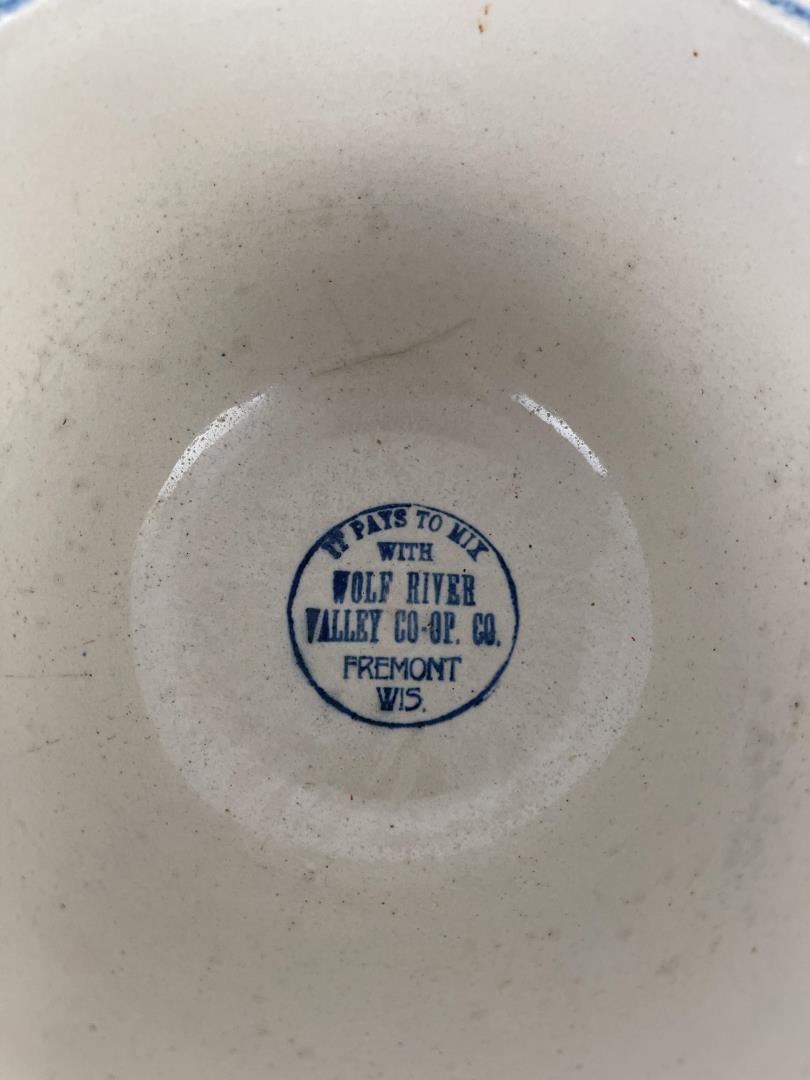 IT PAYS TO MIX
WITH
WOLF RIVER
VALLEY CO-OP. CO.
FREMONT
WIS.